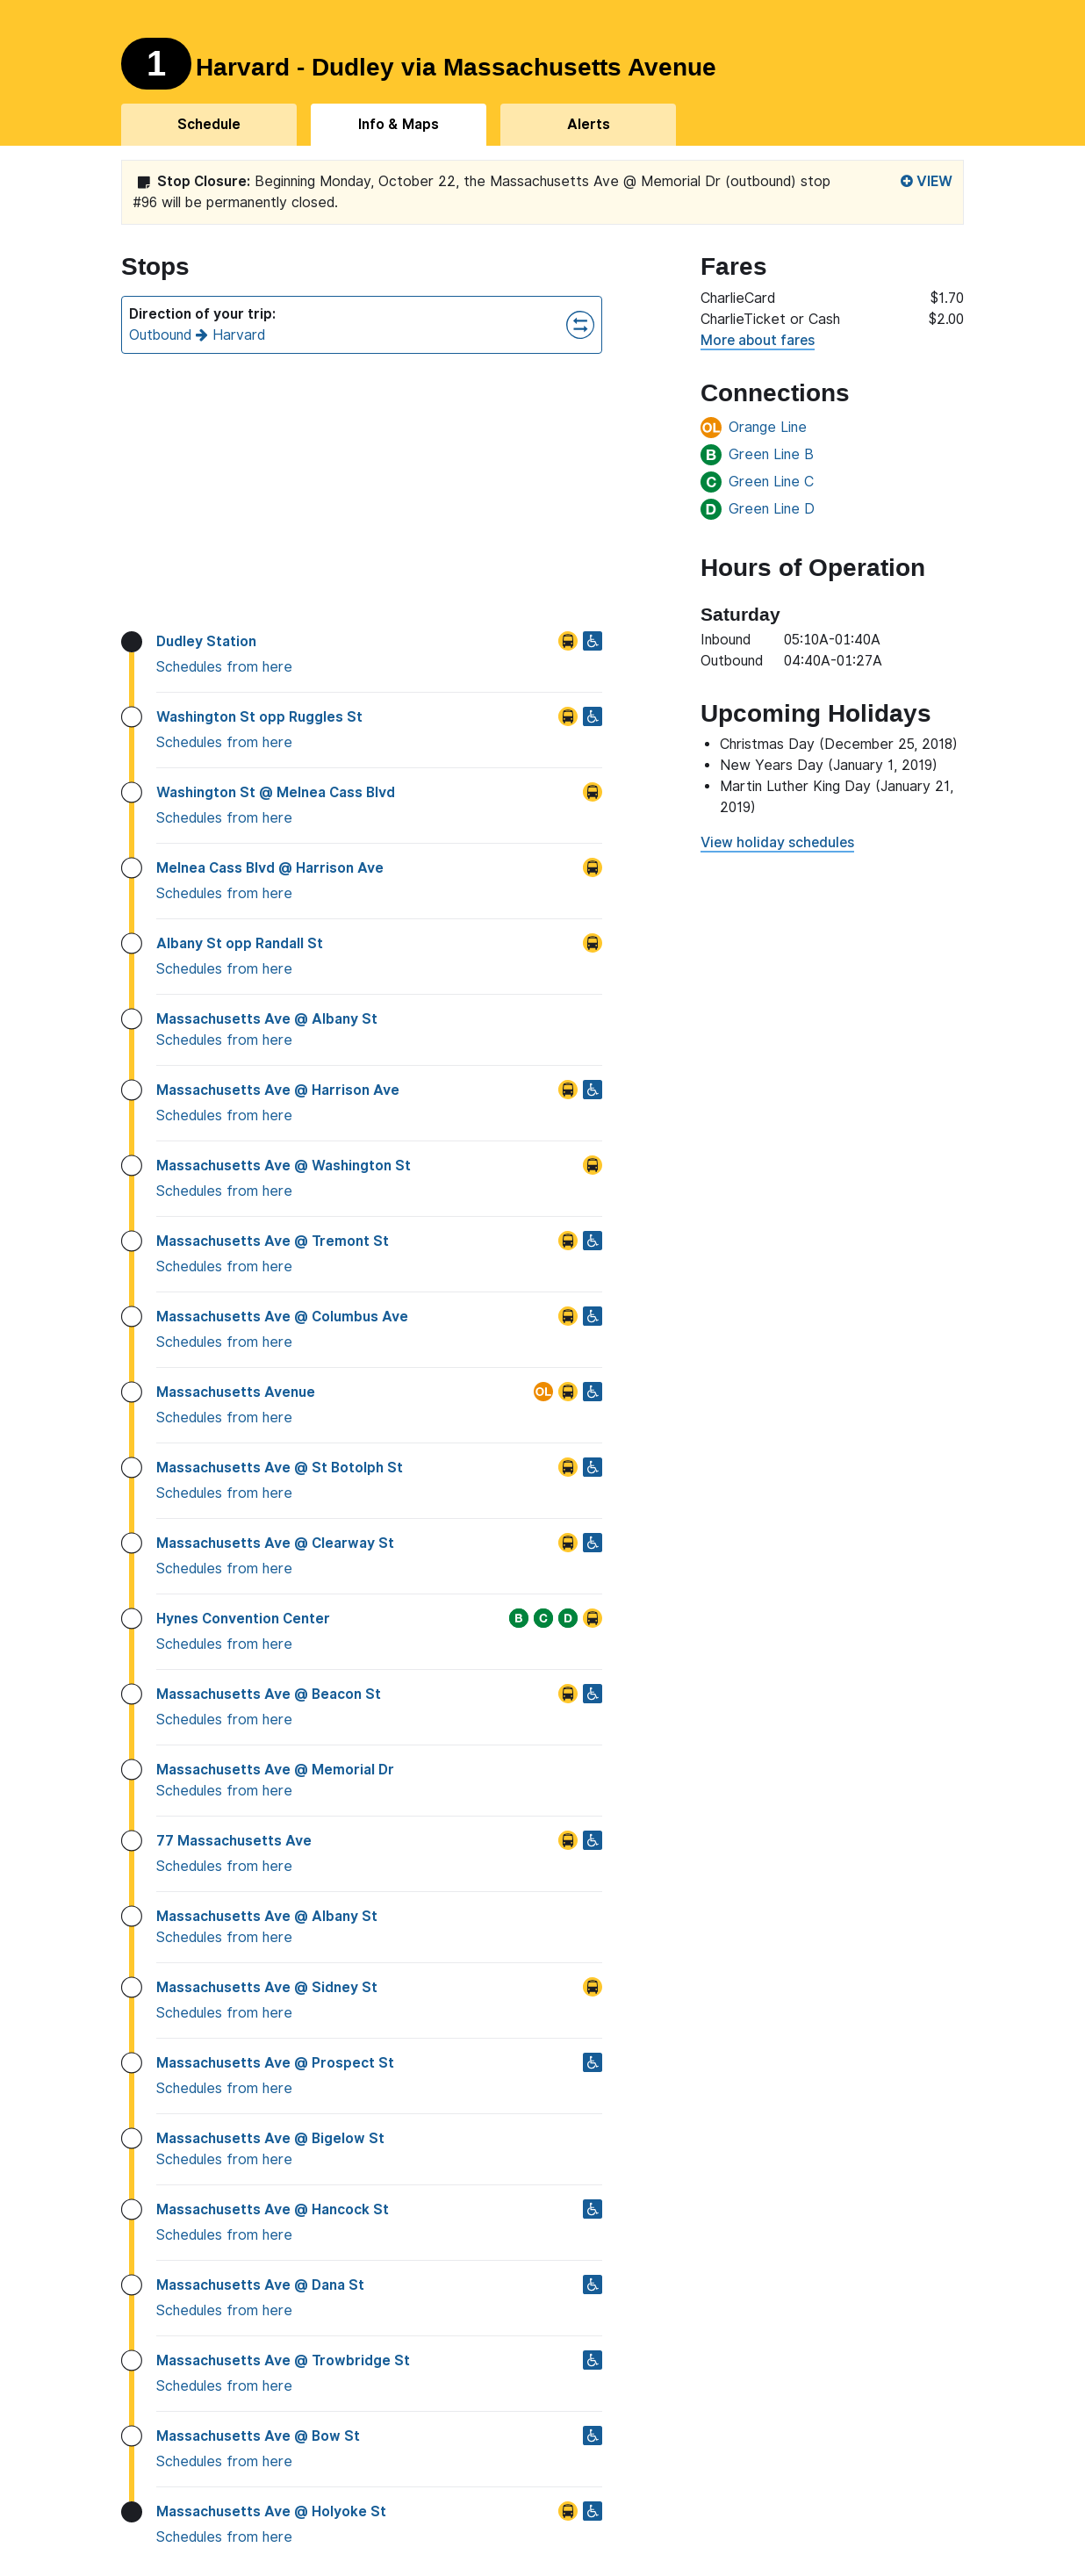 1 Harvard - Dudley via Massachusetts Avenue
Schedule
Info & Maps
Alerts
Stop Closure: Beginning Monday, October 22, the Massachusetts Ave @ Memorial Dr (outbound) stop
#96 will be permanently closed.
VIEW
Stops
Direction of your trip:
Outbound Harvard
Dudley Station
Schedules from here
Washington St opp Ruggles St
Schedules from here
Washington St @ Melnea Cass Blvd
Schedules from here
Melnea Cass Blvd @ Harrison Ave
Schedules from here
Albany St opp Randall St
Schedules from here
Massachusetts Ave @ Albany St
Schedules from here
Massachusetts Ave @ Harrison Ave
Schedules from here
Massachusetts Ave @ Washington St
Schedules from here
Massachusetts Ave @ Tremont St
Schedules from here
Massachusetts Ave @ Columbus Ave
Schedules from here
Massachusetts Avenue OL
Schedules from here
Massachusetts Ave @ St Botolph St
Schedules from here
Massachusetts Ave @ Clearway St
Schedules from here
Hynes Convention Center B C D
Schedules from here
Massachusetts Ave @ Beacon St
Schedules from here
Massachusetts Ave @ Memorial Dr
Schedules from here
77 Massachusetts Ave
Schedules from here
Massachusetts Ave @ Albany St
Schedules from here
Massachusetts Ave @ Sidney St
Schedules from here
Massachusetts Ave @ Prospect St
Schedules from here
Massachusetts Ave @ Bigelow St
Schedules from here
Massachusetts Ave @ Hancock St
Schedules from here
Massachusetts Ave @ Dana St
Schedules from here
Massachusetts Ave @ Trowbridge St
Schedules from here
Massachusetts Ave @ Bow St
Schedules from here
Massachusetts Ave @ Holyoke St
Schedules from here
Fares
CharlieCard $1.70
CharlieTicket or Cash $2.00
More about fares
Connections
OL Orange Line
B Green Line B
C Green Line C
D Green Line D
Hours of Operation
Saturday
Inbound 05:10A-01:40A
Outbound 04:40A-01:27A
Upcoming Holidays
Christmas Day (December 25, 2018)
New Years Day (January 1, 2019)
Martin Luther King Day (January 21,
2019)
View holiday schedules